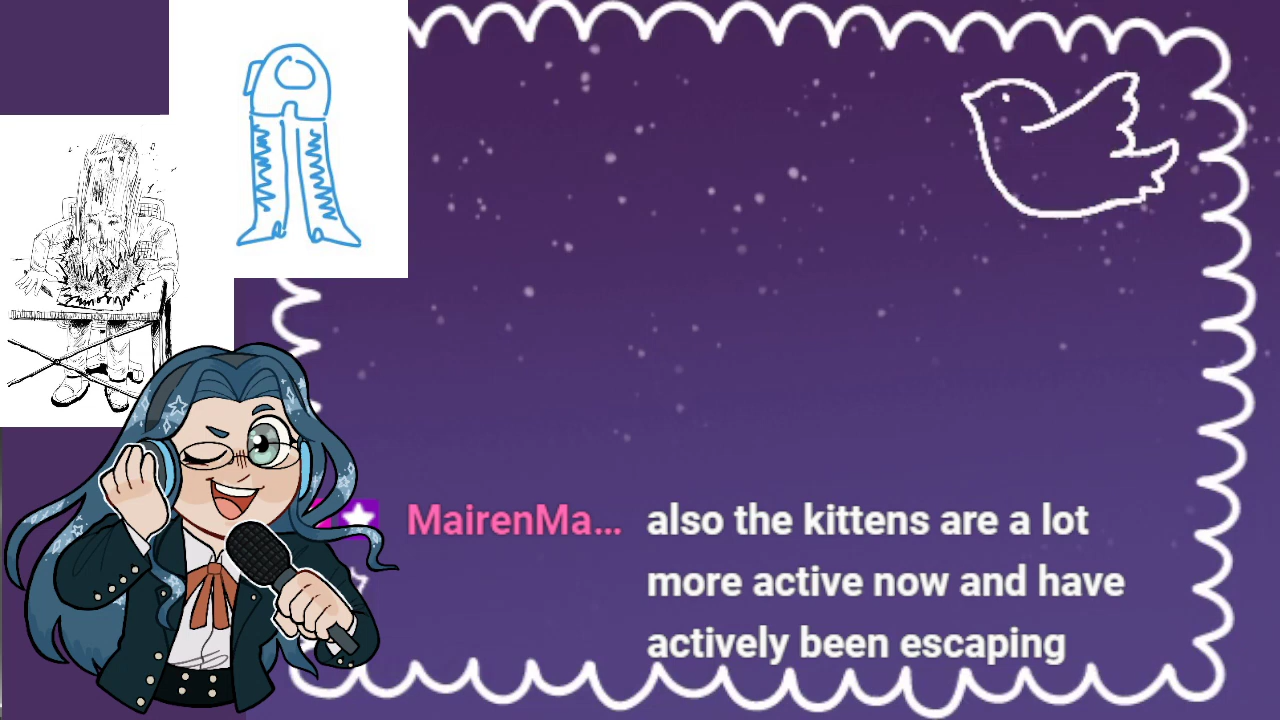 MairenMa... also the kittens are a lot
more active now and have
actively been escaping